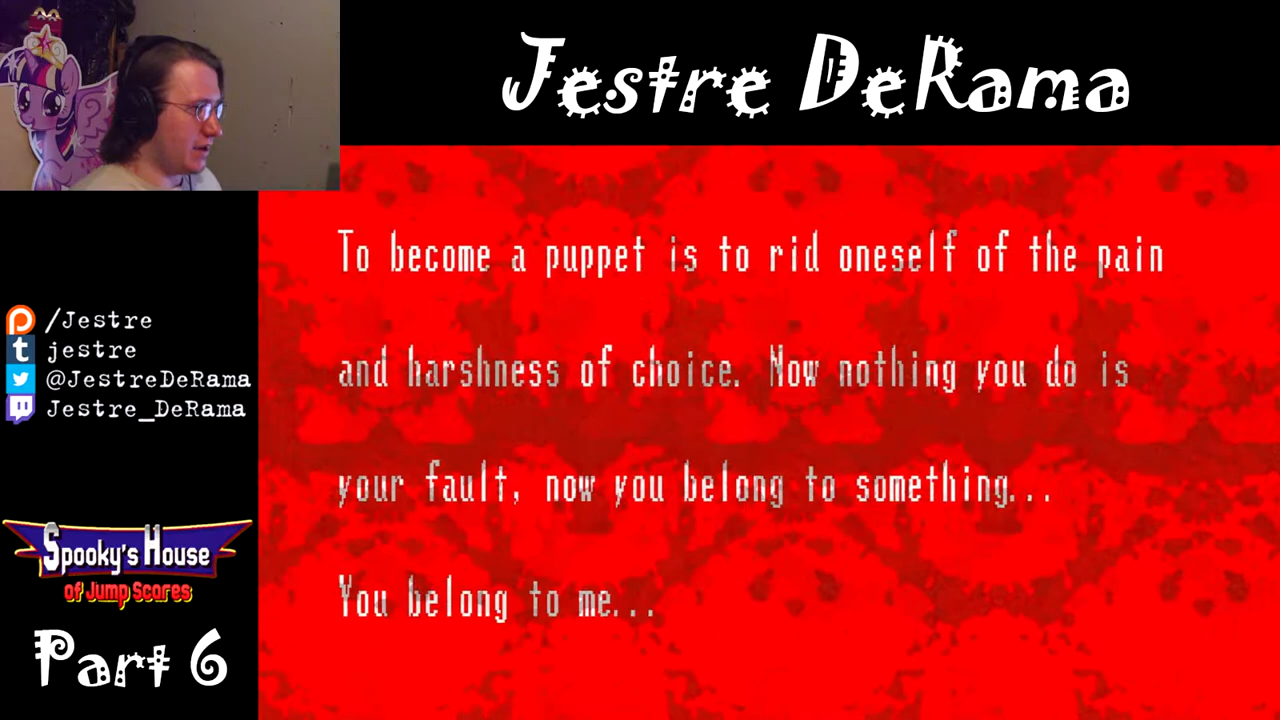 Jestre DeRama
To become a puppet is to rid oneself of the pain
and harshness of choice. Now nothing you do is
your fault, now you belong to something...
You belong to me...
/Jestre
jestre
@JestreDeRama
Jestre_DeRama
Spooky's House
of Jump Scares
Part 6